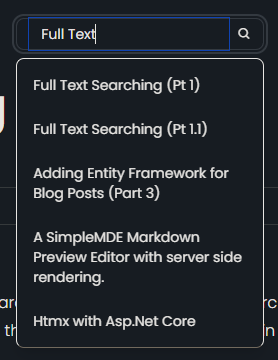 Full Text
Full Text Searching (Pt 1)
Full Text Searching (Pt 1.1)
Adding Entity Framework for
Blog Posts (Part 3)
A SimpleMDE Markdown
Preview Editor with server side
rendering.
Htmx with Asp.Net Core